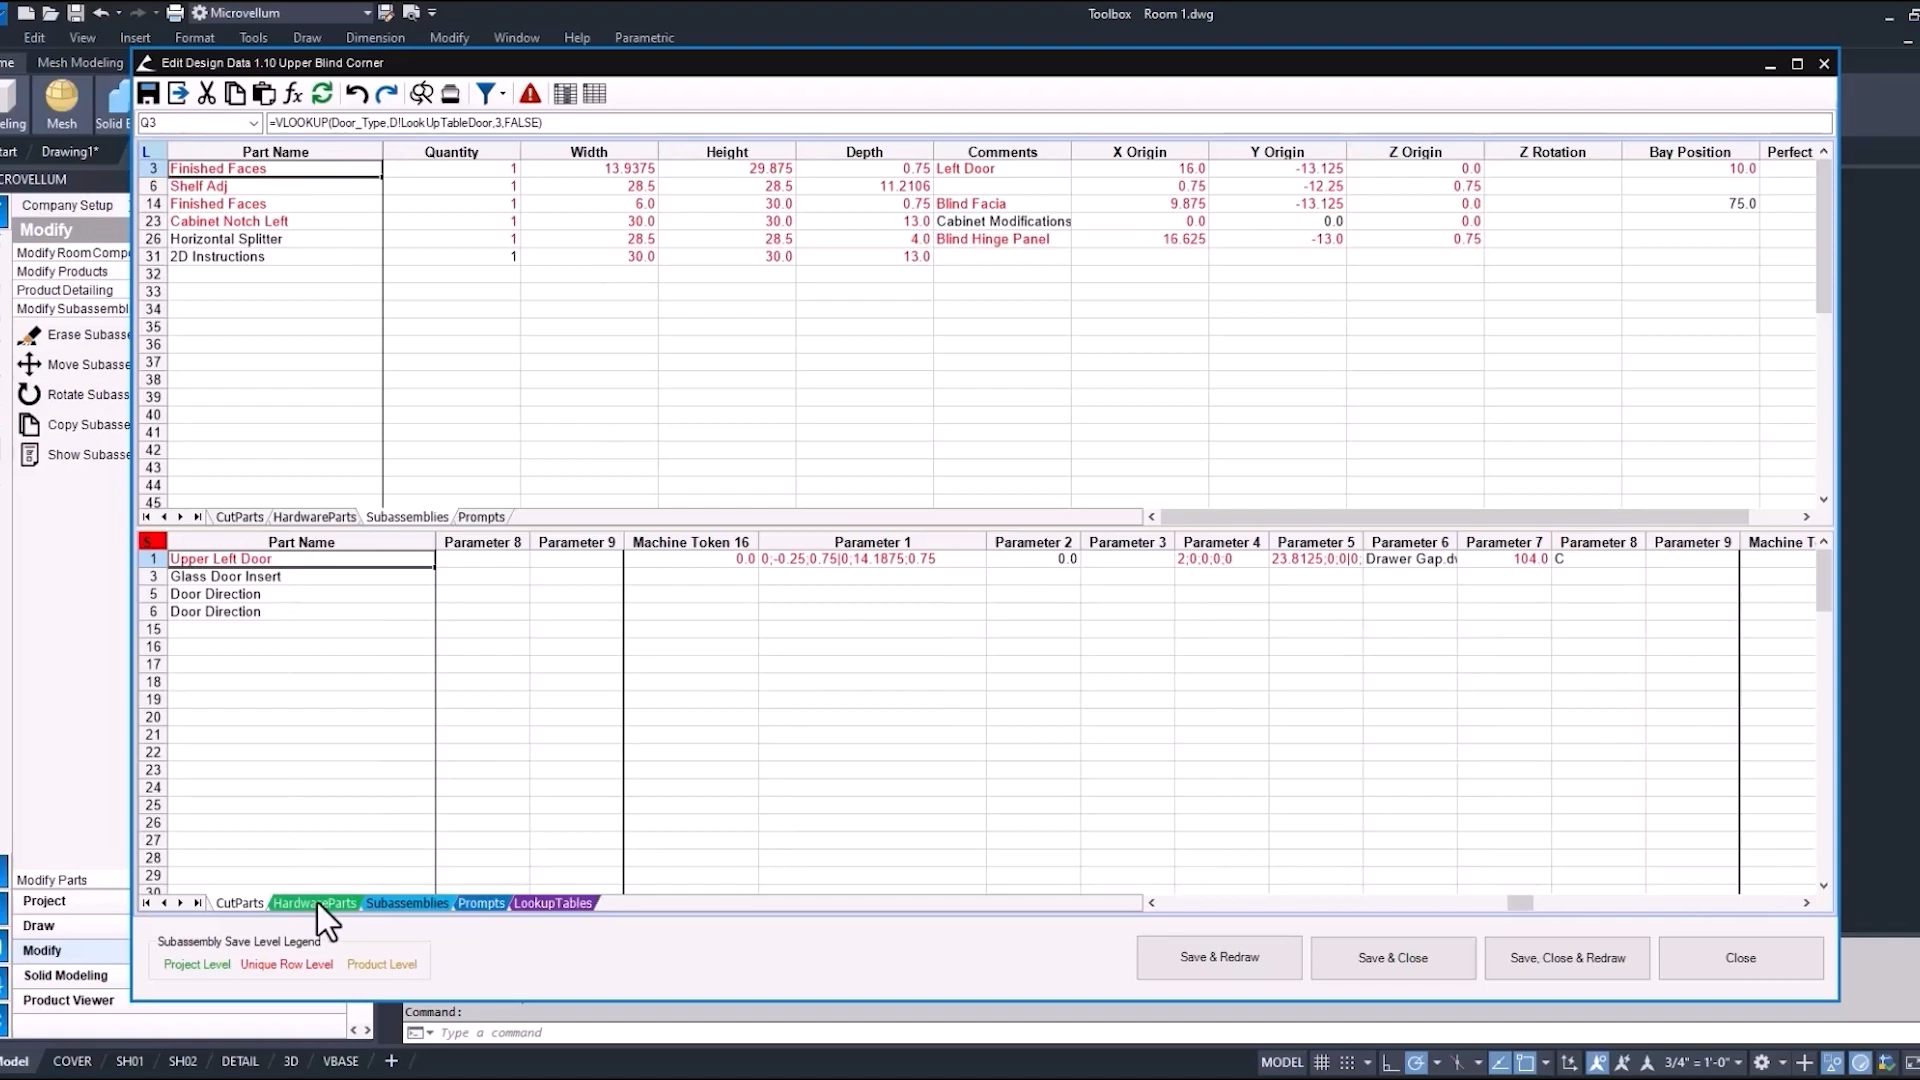 Microvellum
Toolbox Room 1.dwg
Edit View Insert Format Tools Draw Dimension Modify Window Help Parametric
me Mesh Modeling
Edit Design Data 1.10 Upper Blind Corner
eling Mesh Solid E
Q3 =VLOOKUP(Door_Type,D!LookUpTableDoor,3,FALSE)
tart Drawing1*
CROVELLUM
Company Setup
Modify
Modify Room Compo
Modify Products
Product Detailing
Modify Subassembl
Erase Subasse
Move Subasse
Rotate Subass
Copy Subasse
Show Subasse
Modify Parts
Project
Draw
Modify
Solid Modeling
Product Viewer
L Part Name Quantity Width Height Depth Comments X Origin Y Origin Z Origin Z Rotation Bay Position Perfect
3 Finished Faces 1 13.9375 29.875 0.75 Left Door 16.0 -13.125 0.0 10.0
6 Shelf Adj 1 28.5 28.5 11.2106 0.75 -12.25 0.75
14 Finished Faces 1 6.0 30.0 0.75 Blind Facia 9.875 -13.125 0.0 75.0
23 Cabinet Notch Left 1 30.0 30.0 13.0 Cabinet Modifications 0.0 0.0 0.0
26 Horizontal Splitter 1 28.5 28.5 4.0 Blind Hinge Panel 16.625 -13.0 0.75
31 2D Instructions 1 30.0 30.0 13.0
32
33
34
35
36
37
38
39
40
41
42
43
44
45
CutParts HardwareParts Subassemblies Prompts
S Part Name Parameter 8 Parameter 9 Machine Token 16 Parameter 1 Parameter 2 Parameter 3 Parameter 4 Parameter 5 Parameter 6 Parameter 7 Parameter 8 Parameter 9 Machine T
1 Upper Left Door 0.0 0;-0.25;0.75|0;14.1875;0.75 0.0 2;0;0;0;0 23.8125;0;0|0; Drawer Gap.dv 104.0 C
3 Glass Door Insert
5 Door Direction
6 Door Direction
15
16
17
18
19
20
21
22
23
24
25
26
27
28
29
30
CutParts HardwareParts Subassemblies Prompts LookupTables
Subassembly Save Level Legend
Project Level Unique Row Level Product Level
Save & Redraw Save & Close Save, Close & Redraw Close
Command:
Type a command
Model COVER SH01 SH02 DETAIL 3D VBASE +
MODEL 3/4" = 1'-0"